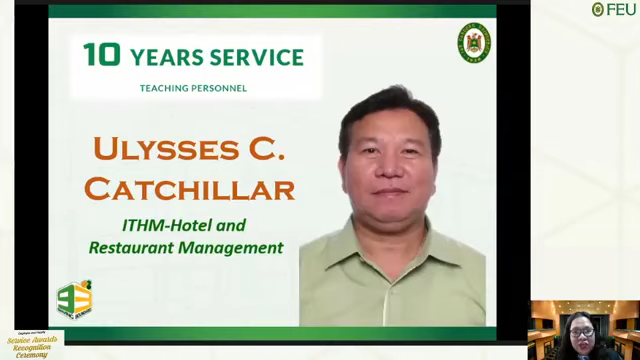 FEU
10 YEARS SERVICE
TEACHING PERSONNEL
ULYSSES C.
CATCHILLAR
ITHM-Hotel and
Restaurant Management
Service Awards
Recognition
Ceremony